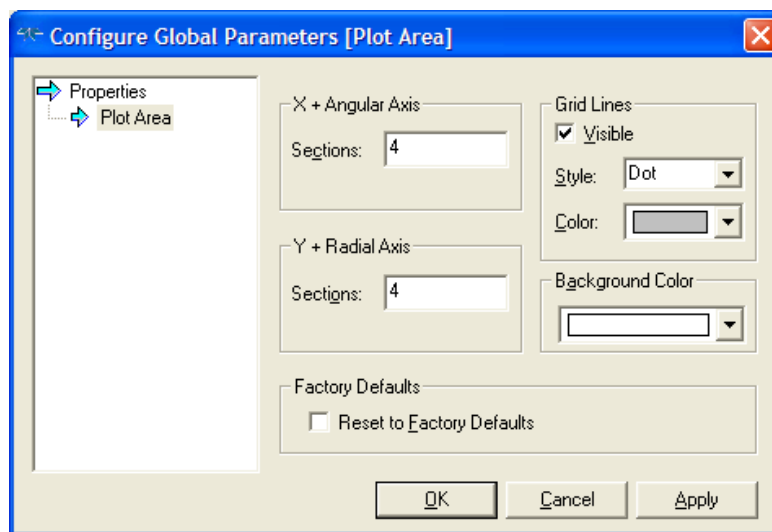 Configure Global Parameters [Plot Area]
Properties
Plot Area
X + Angular Axis
Sections:
4
Y + Radial Axis
Sections:
4
Grid Lines
Visible
Style:
Dot
Color:
Background Color
Factory Defaults
Reset to Factory Defaults
OK
Cancel
Apply